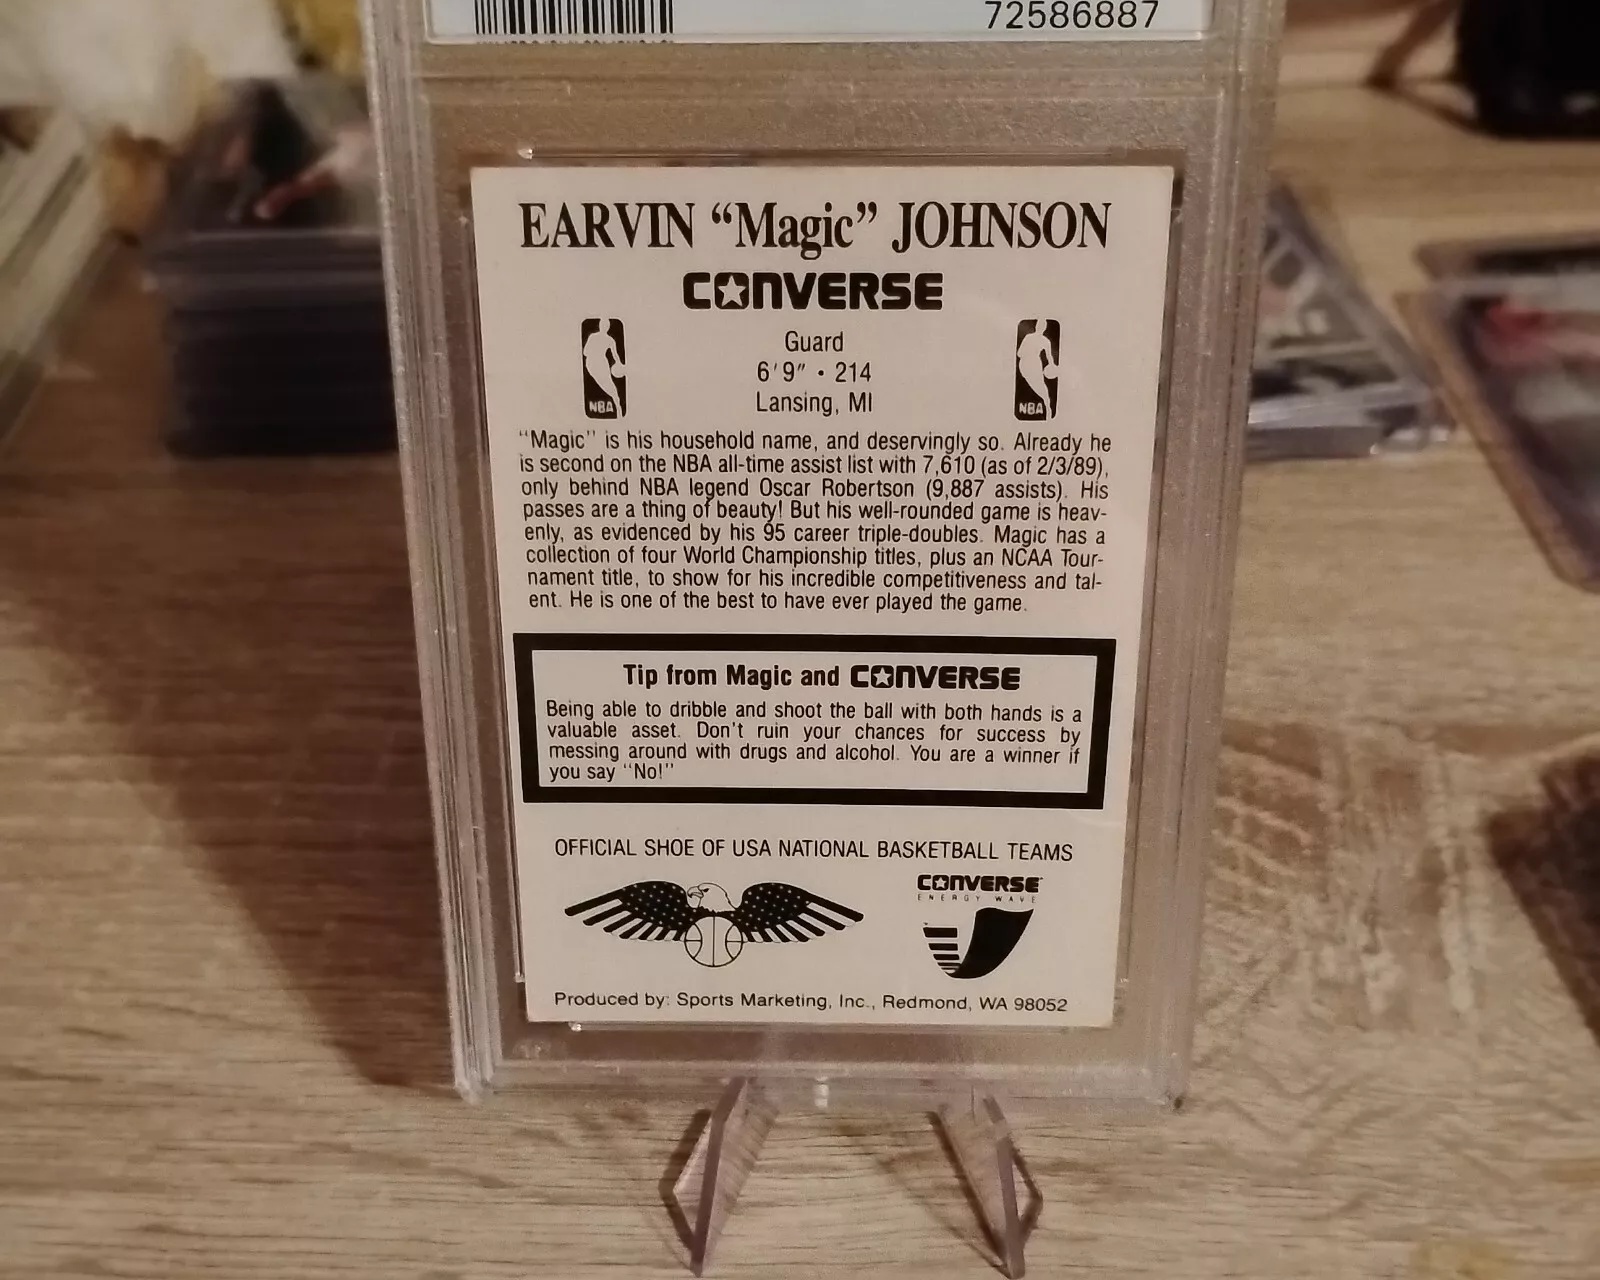 72586887
EARVIN “Magic” JOHNSON
CONVERSE
Guard
6'9" • 214
Lansing, MI
NBA
NBA
“Magic” is his household name, and deservingly so. Already he
is second on the NBA all-time assist list with 7,610 (as of 2/3/89),
only behind NBA legend Oscar Robertson (9,887 assists). His
passes are a thing of beauty! But his well-rounded game is heav-
enly, as evidenced by his 95 career triple-doubles. Magic has a
collection of four World Championship titles, plus an NCAA Tour-
nament title, to show for his incredible competitiveness and tal-
ent. He is one of the best to have ever played the game.
Tip from Magic and CONVERSE
Being able to dribble and shoot the ball with both hands is a
valuable asset. Don't ruin your chances for success by
messing around with drugs and alcohol. You are a winner if
you say “No!”
OFFICIAL SHOE OF USA NATIONAL BASKETBALL TEAMS
CONVERSE
ENERGY WAVE
Produced by: Sports Marketing, Inc., Redmond, WA 98052